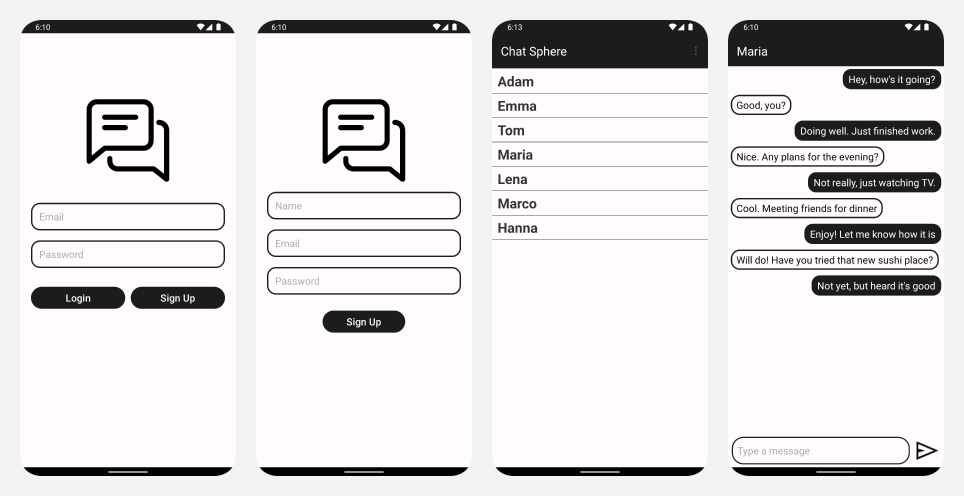 6:10
Email
Password
Login
Sign Up
6:10
Name
Email
Password
Sign Up
6:13
Chat Sphere
Adam
Emma
Tom
Maria
Lena
Marco
Hanna
6:10
Maria
Hey, how's it going?
Good, you?
Doing well. Just finished work.
Nice. Any plans for the evening?
Not really, just watching TV.
Cool. Meeting friends for dinner
Enjoy! Let me know how it is
Will do! Have you tried that new sushi place?
Not yet, but heard it's good
Type a message